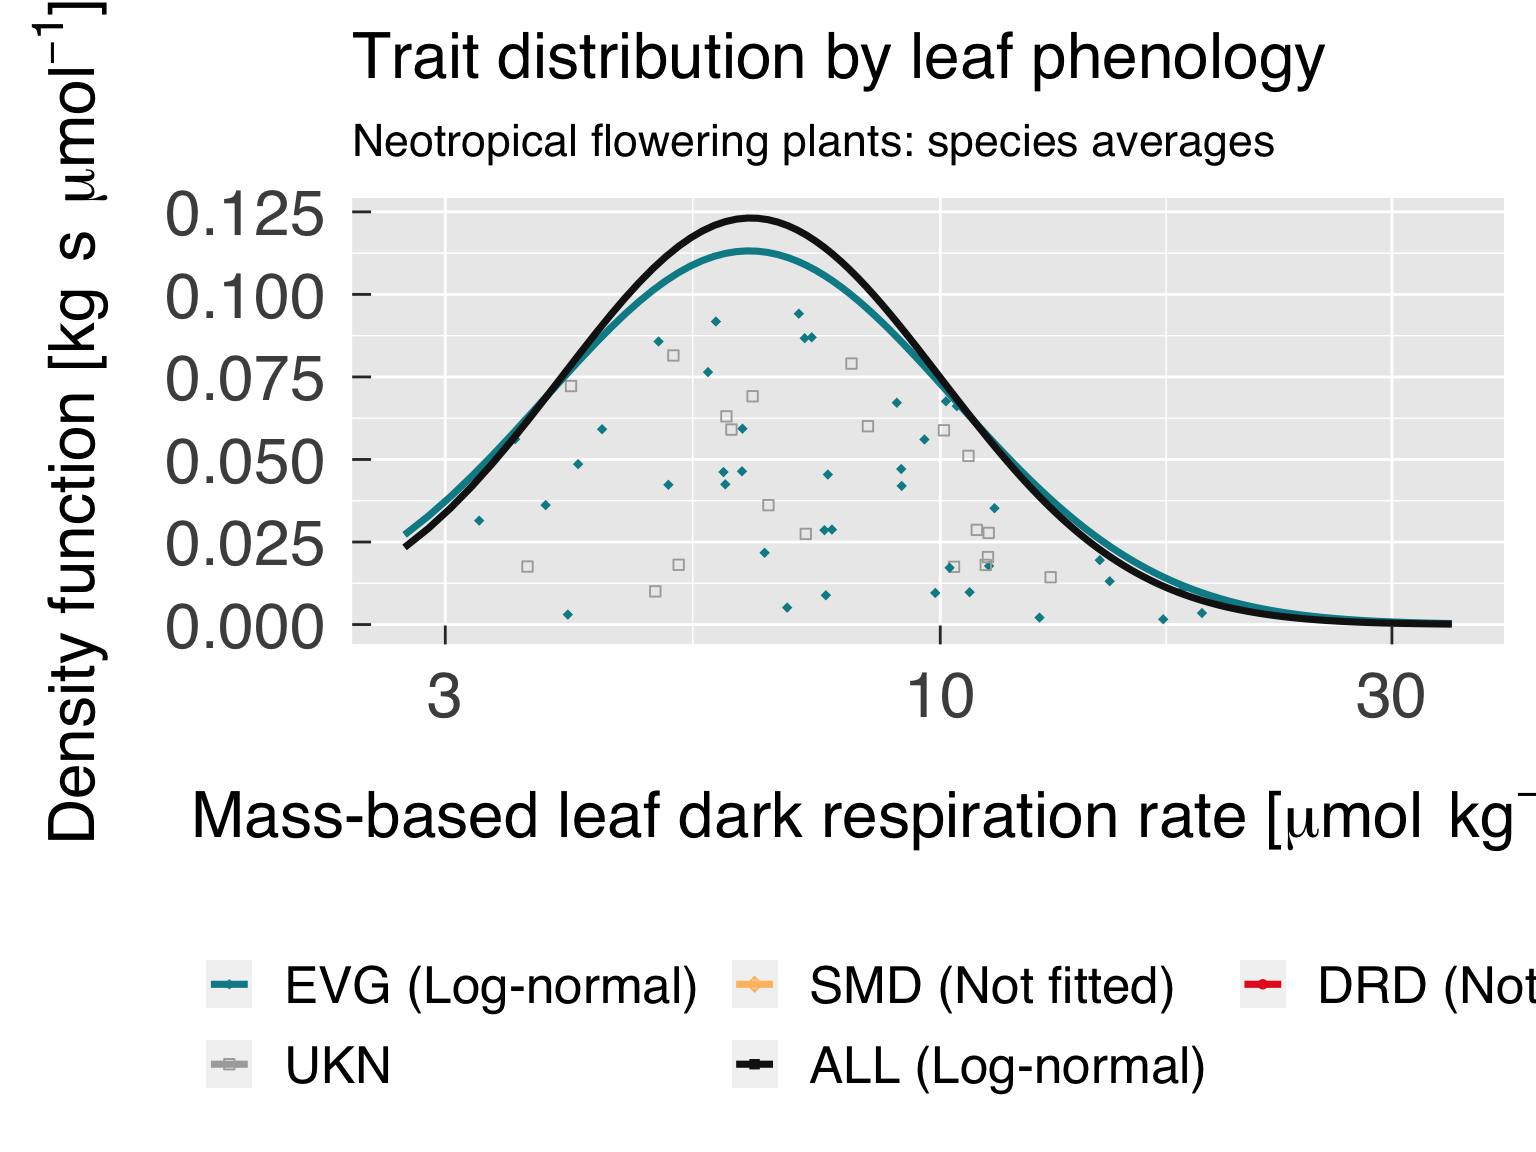 Trait distribution by leaf phenology
Neotropical flowering plants: species averages
Density function [kg s μmol⁻¹]
0.125
0.100
0.075
0.050
0.025
0.000
3 10 30
Mass-based leaf dark respiration rate [μmol kg⁻
EVG (Log-normal) SMD (Not fitted) DRD (Not
UKN ALL (Log-normal)